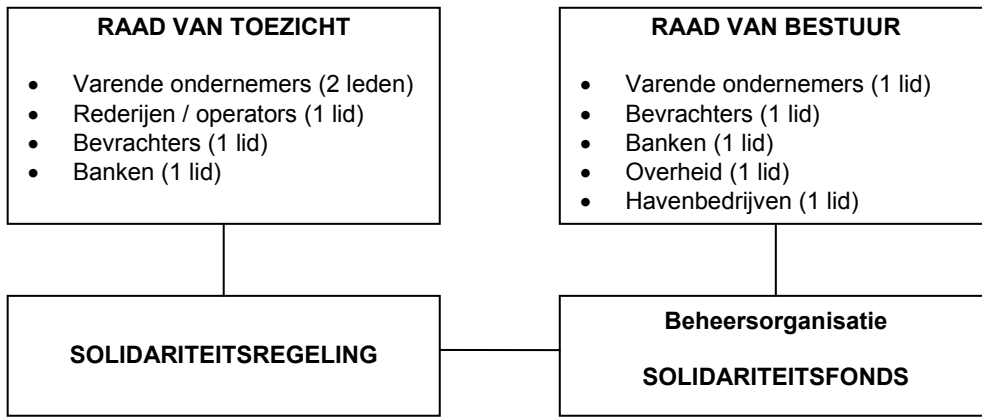 RAAD VAN TOEZICHT
• Varende ondernemers (2 leden)
• Rederijen / operators (1 lid)
• Bevrachters (1 lid)
• Banken (1 lid)
RAAD VAN BESTUUR
• Varende ondernemers (1 lid)
• Bevrachters (1 lid)
• Banken (1 lid)
• Overheid (1 lid)
• Havenbedrijven (1 lid)
SOLIDARITEITSREGELING
Beheersorganisatie
SOLIDARITEITSFONDS